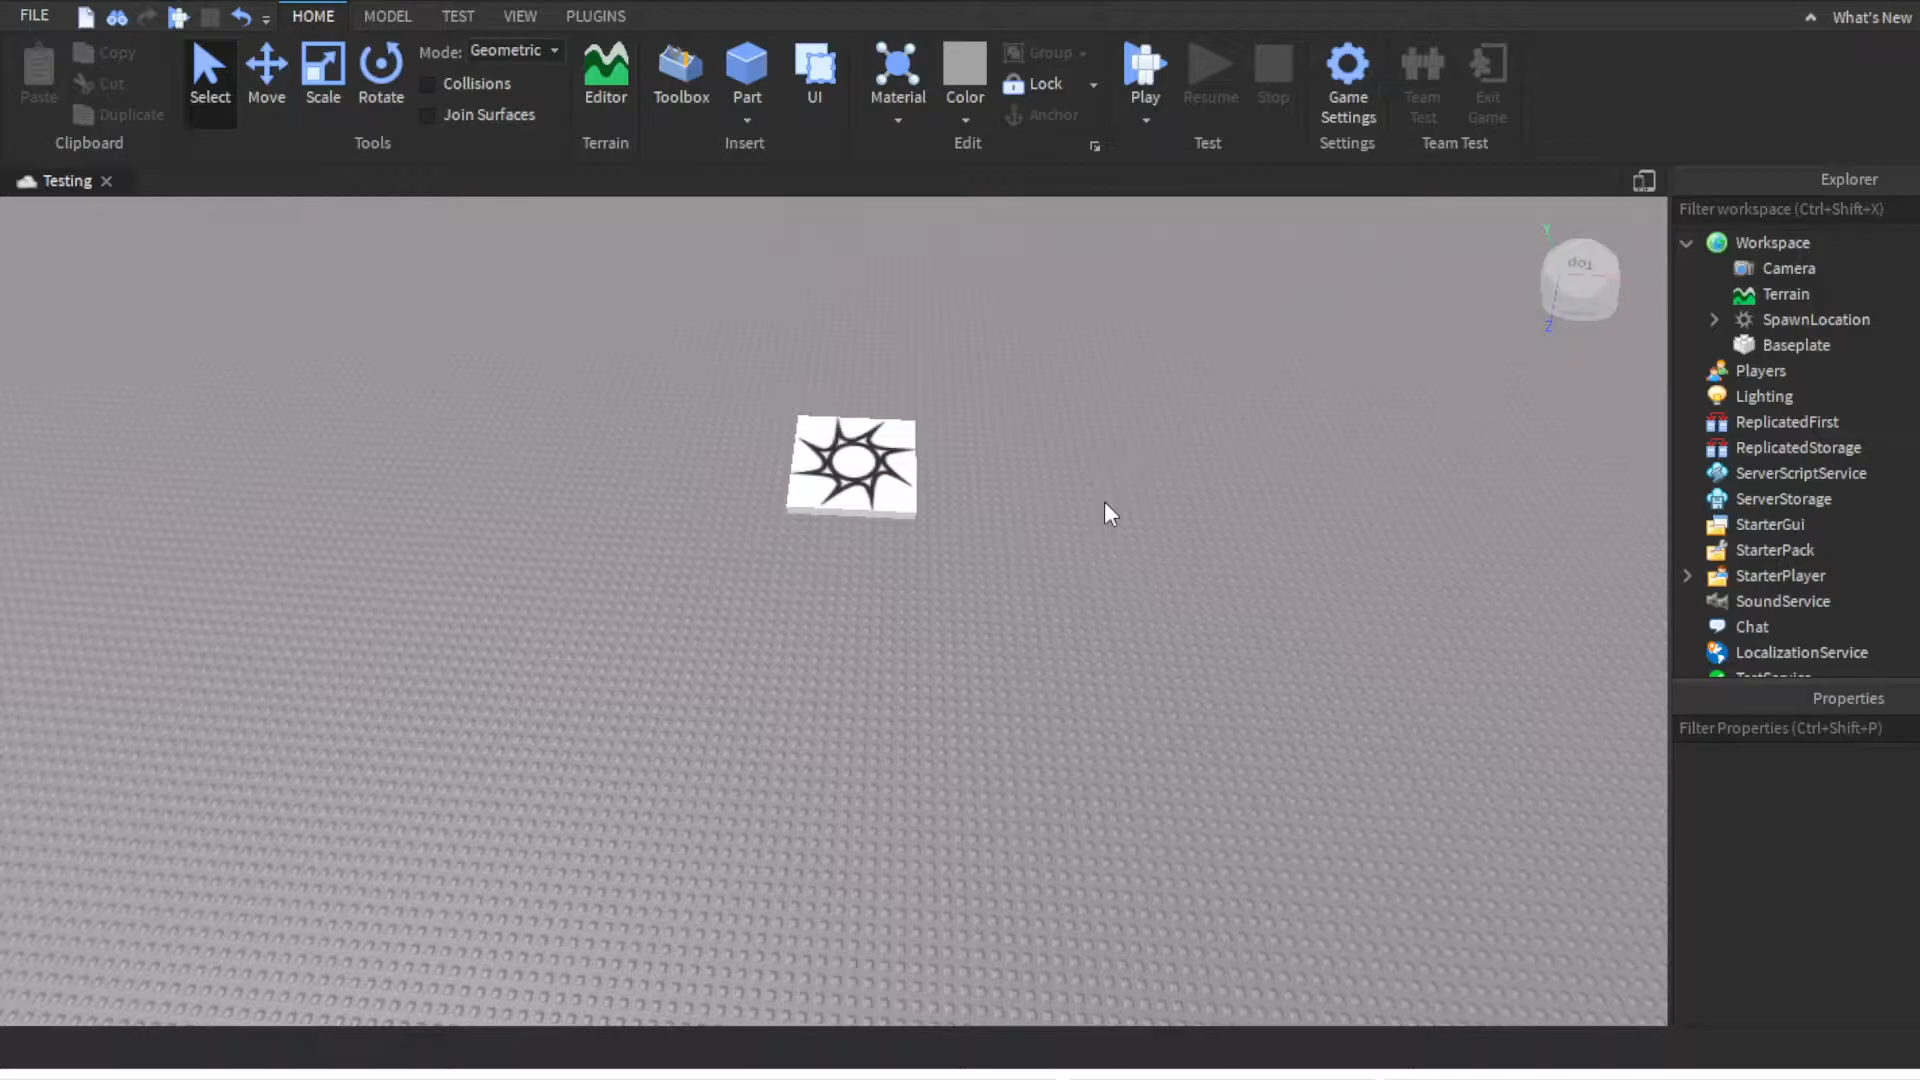 FILE
HOME
MODEL
TEST
VIEW
PLUGINS
What's New
Paste
Copy
Cut
Duplicate
Clipboard
Select
Move
Scale
Rotate
Mode: Geometric
Collisions
Join Surfaces
Tools
Editor
Terrain
Toolbox
Part
UI
Insert
Material
Color
Group
Lock
Anchor
Edit
Play
Resume
Stop
Test
Game
Settings
Settings
Team
Test
Exit
Game
Team Test
Testing
Explorer
Filter workspace (Ctrl+Shift+X)
Y
Top
Z
Workspace
Camera
Terrain
SpawnLocation
Baseplate
Players
Lighting
ReplicatedFirst
ReplicatedStorage
ServerScriptService
ServerStorage
StarterGui
StarterPack
StarterPlayer
SoundService
Chat
LocalizationService
Properties
Filter Properties (Ctrl+Shift+P)